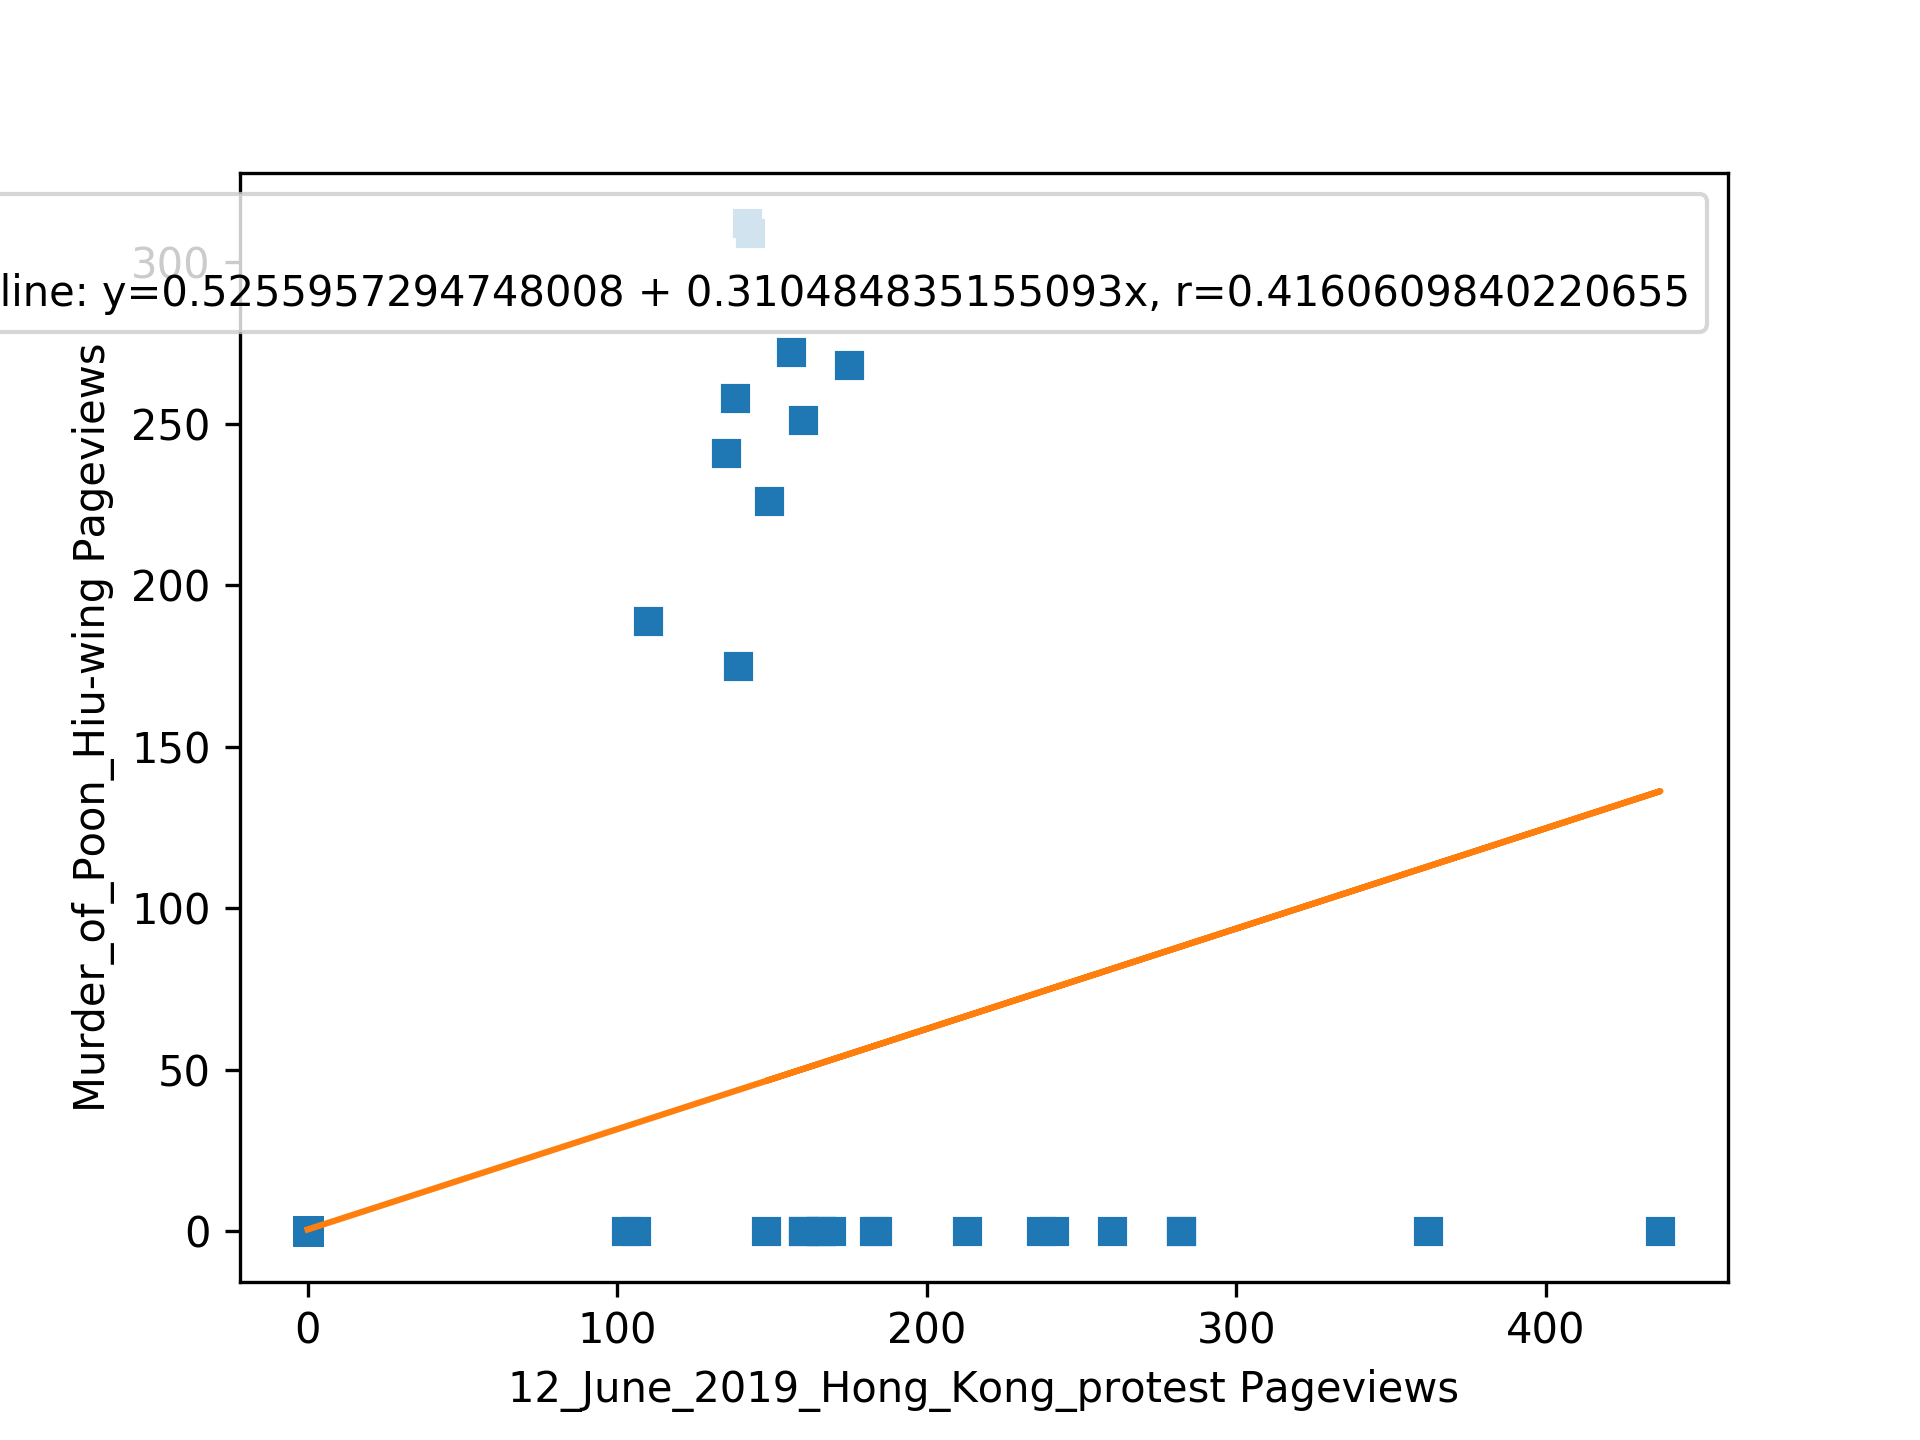 300
line: y=0.5255957294748008 + 0.310484835155093x, r=0.4160609840220655
250
200
150
100
50
0
Murder_of_Poon_Hiu-wing Pageviews
0 100 200 300 400
12_June_2019_Hong_Kong_protest Pageviews